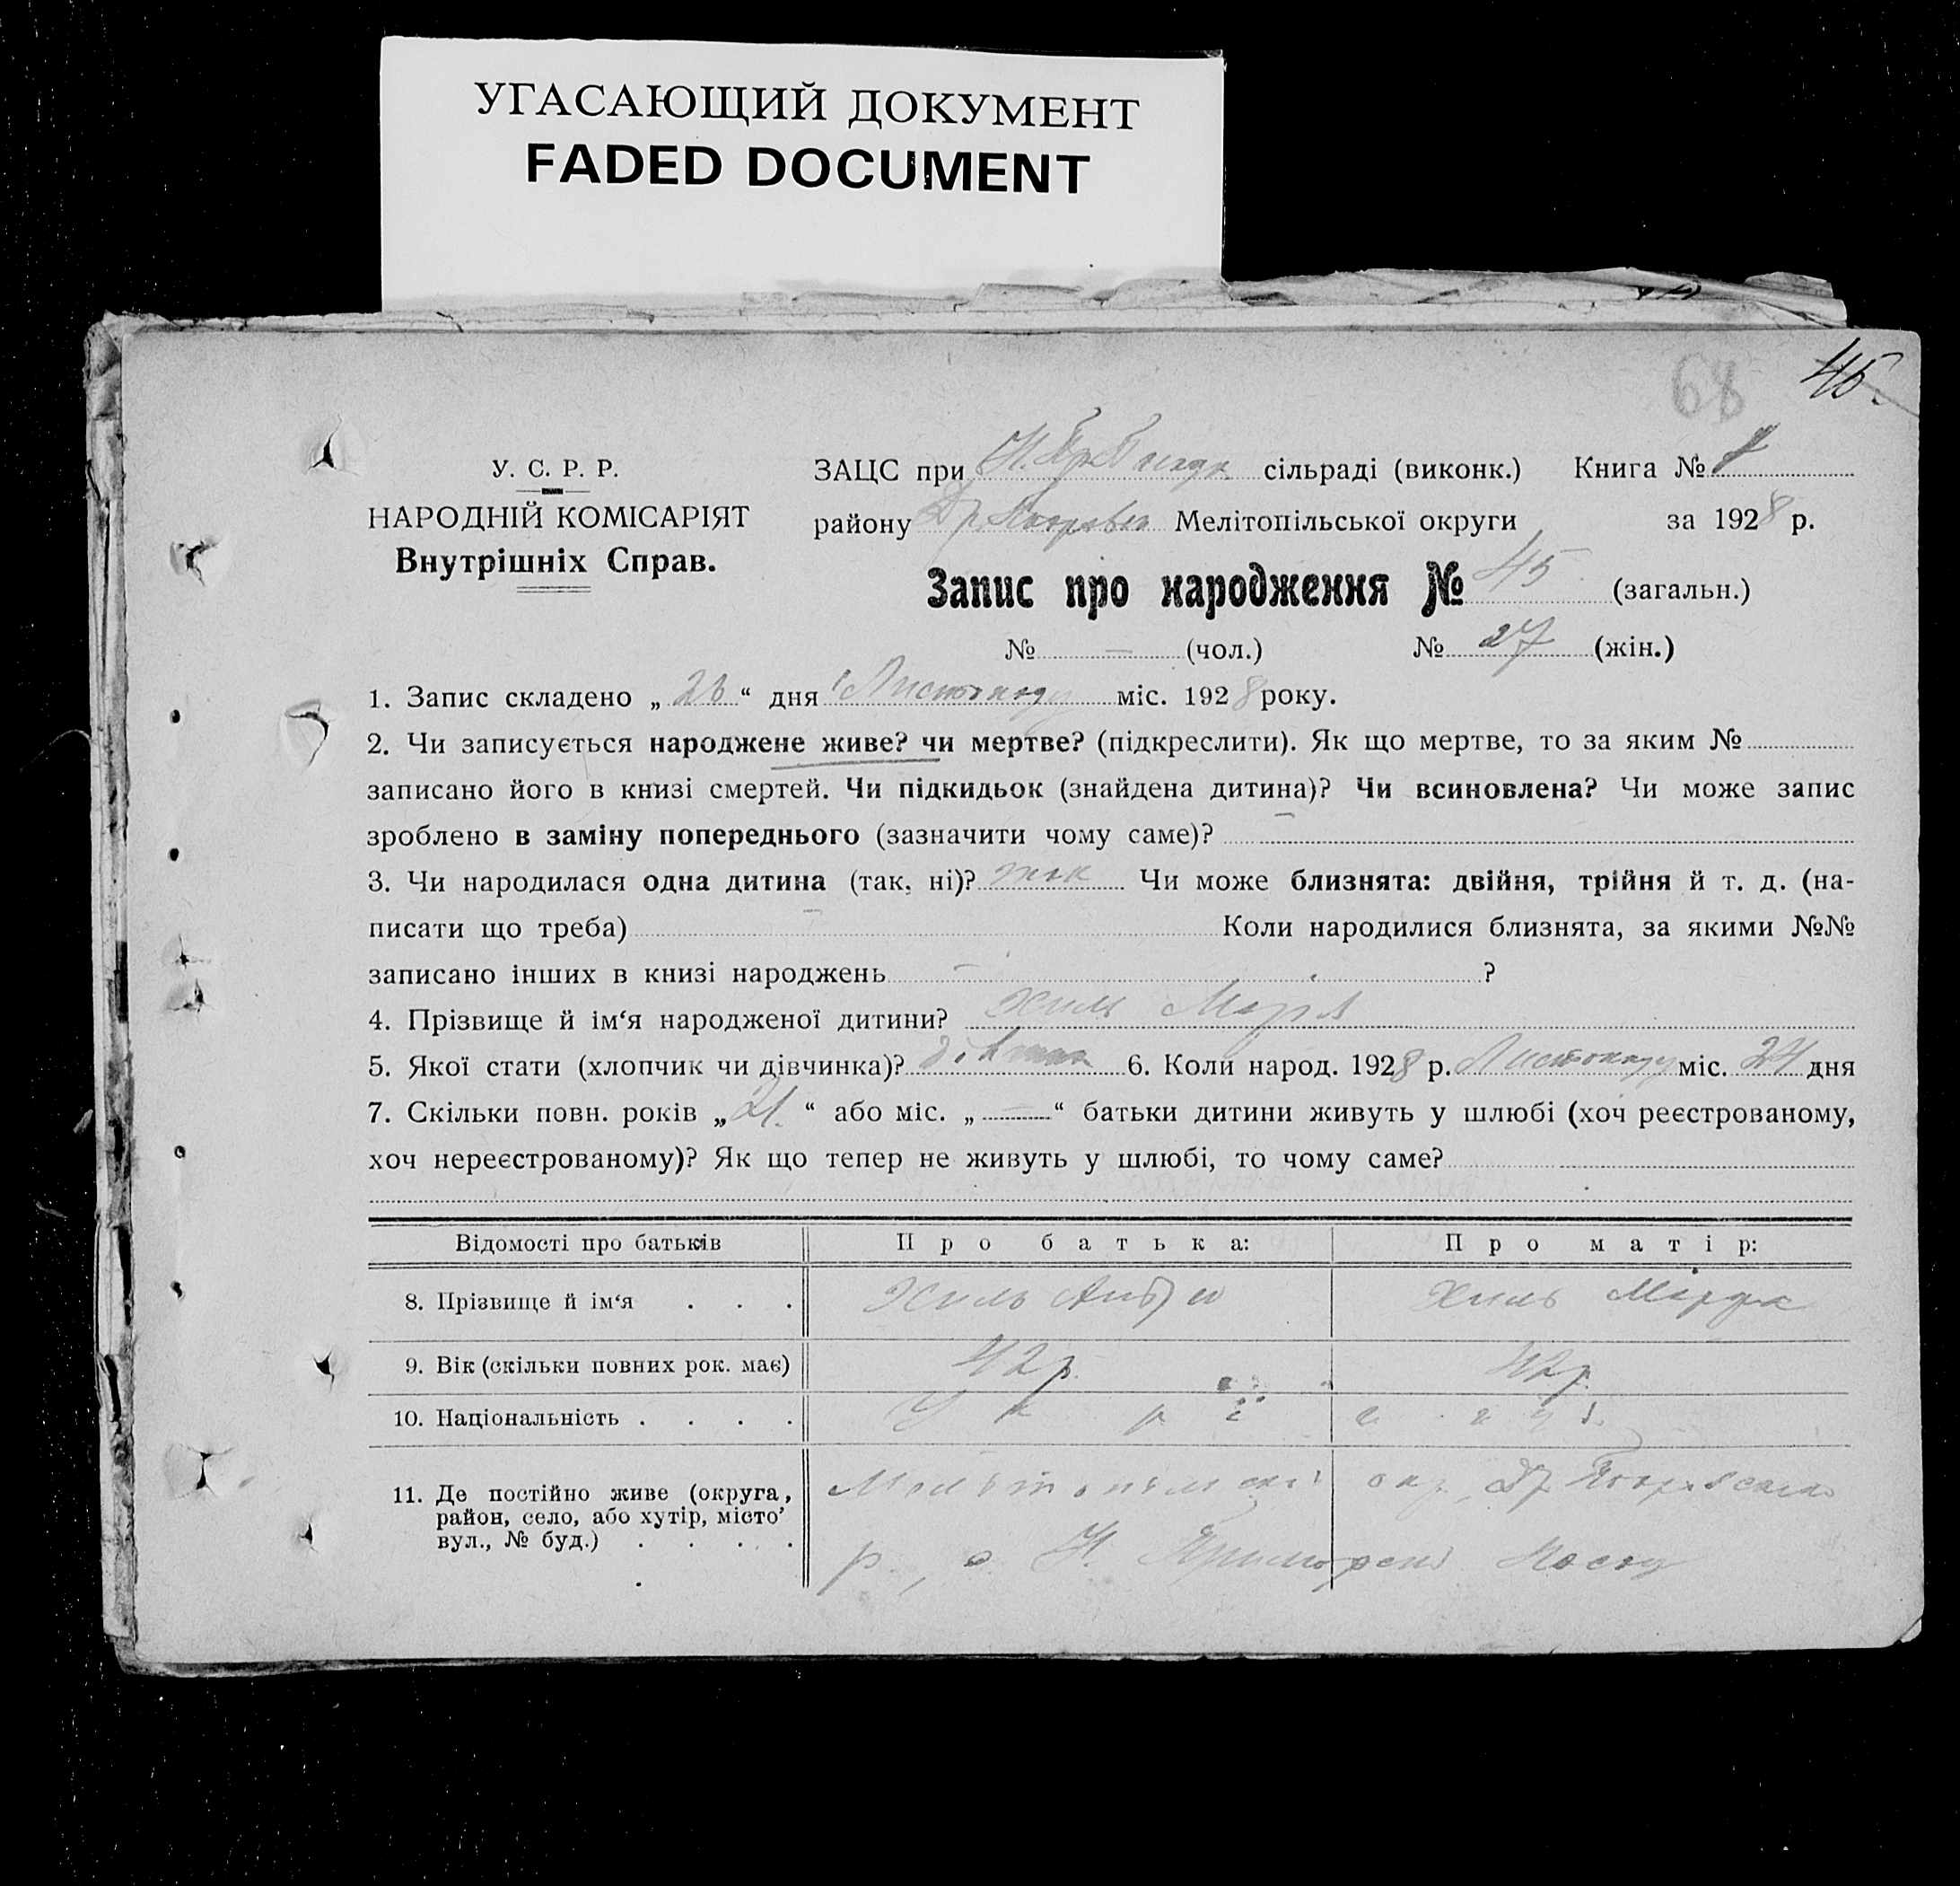 УГАСАЮЩИЙ ДОКУМЕНТ
FADED DOCUMENT
68 45.
У. С. Р. Р.
НАРОДНІЙ КОМІСАРІЯТ
Внутрішніх Справ.
ЗАЦС при сільраді (виконк.) Книга №
району Мелітопільської округи за 1928 р.
Запис про народження № 45 (загальн.)
№ — (чол.) № 27 (жін.)
1. Запис складено „ “ дня Листопаду міс. 1928 року.
2. Чи записується народжене живе? чи мертве? (підкреслити). Як що мертве, то за яким №
записано його в книзі смертей. Чи підкидьок (знайдена дитина)? Чи всиновлена? Чи може запис
зроблено в заміну попереднього (зазначити чому саме)? —
3. Чи народилася одна дитина (так, ні)? так Чи може близнята: двійня, трійня й т. д. (на-
писати що треба) — Коли народилися близнята, за якими №№
записано інших в книзі народжень — ?
4. Прізвище й ім‘я народженої дитини? Хиль Марія
5. Якої стати (хлопчик чи дівчинка)? 6. Коли народ. 1928 р. Листопаду міс. 24 дня
7. Скільки повн. років „ 21. “ або міс. „ — “ батьки дитини живуть у шлюбі (хоч реєстрованому,
хоч нереєстрованому)? Як що тепер не живуть у шлюбі, то чому саме?
Відомості про батьків Про батька: Про матір:
8. Прізвище й ім‘я . . . Хиль Хиль
9. Вік (скільки повних рок. має) 42 р. 42 р.
10. Національність . . . . У к р ї
11. Де постійно живе (округа, Мелітопільскої окр.,
район, село, або хутір, місто’ р., с. Н.
вул., № буд.) . . . .